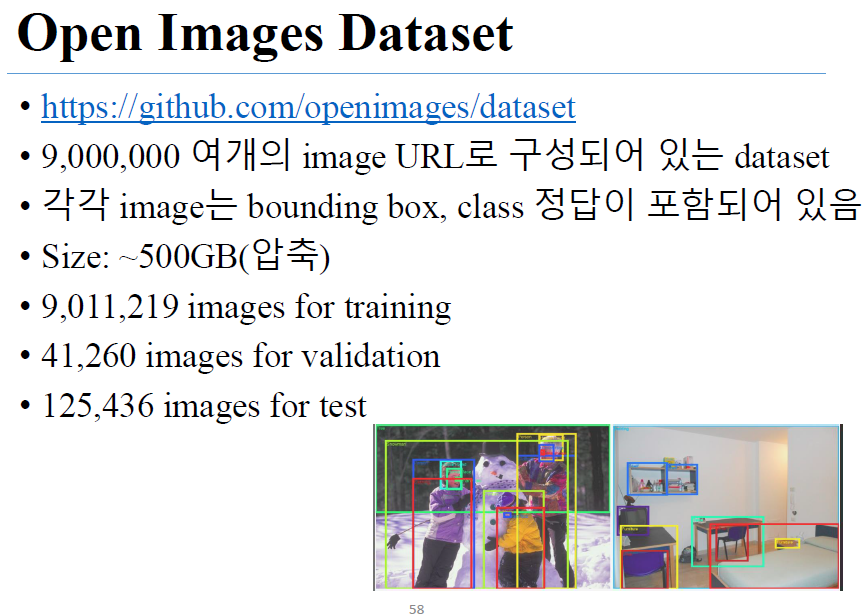 Open Images Dataset
• https://github.com/openimages/dataset
• 9,000,000 여개의 image URL로 구성되어 있는 dataset
• 각각 image는 bounding box, class 정답이 포함되어 있음
• Size: ~500GB(압축)
• 9,011,219 images for training
• 41,260 images for validation
• 125,436 images for test
58